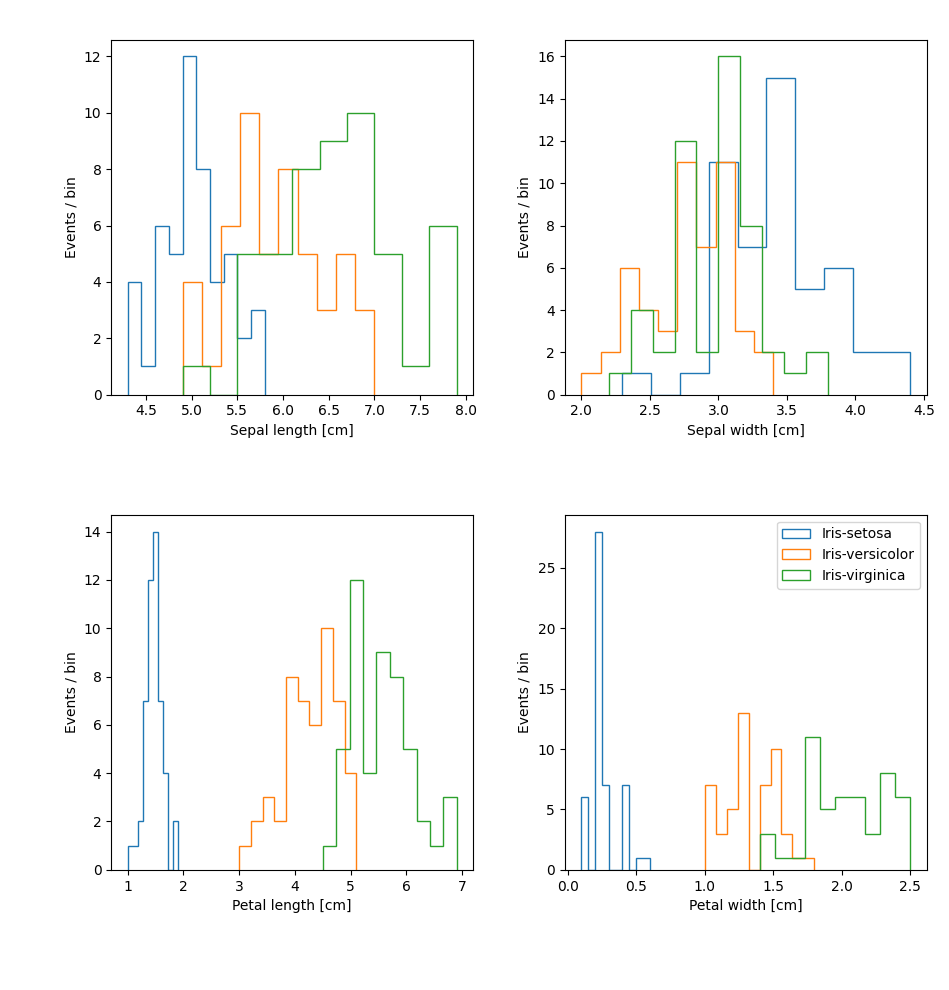 12
10
8
6
4
2
0
Events / bin
4.5 5.0 5.5 6.0 6.5 7.0 7.5 8.0
Sepal length [cm]
16
14
12
10
8
6
4
2
0
Events / bin
2.0 2.5 3.0 3.5 4.0 4.5
Sepal width [cm]
14
12
10
8
6
4
2
0
Events / bin
1 2 3 4 5 6 7
Petal length [cm]
25
20
15
10
5
0
Events / bin
Iris-setosa
Iris-versicolor
Iris-virginica
0.0 0.5 1.0 1.5 2.0 2.5
Petal width [cm]